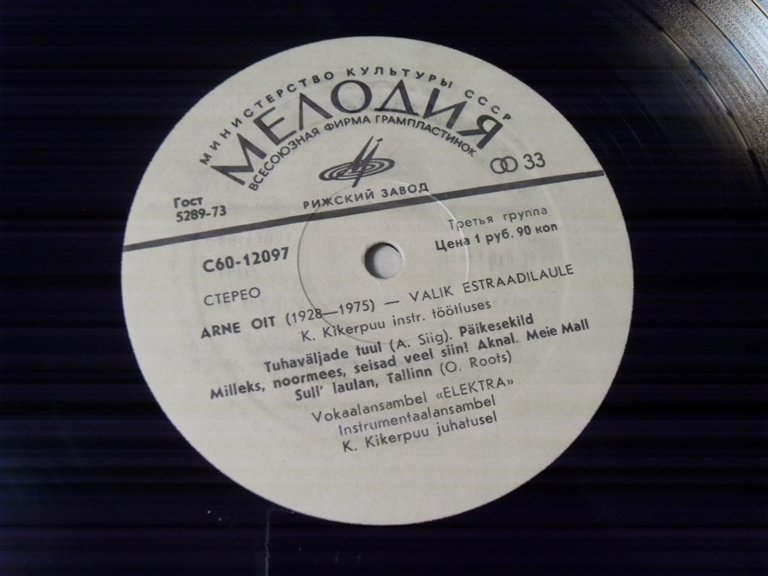 МИНИСТЕРСТВО КУЛЬТУРЫ СССР
МЕЛОДИЯ
ВСЕСОЮЗНАЯ ФИРМА ГРАМПЛАСТИНОК
33
РИЖСКИЙ ЗАВОД
Гост
5289-73
Третья группа
Цена 1 руб. 90 коп
С60-12097
СТЕРЕО
ARNE OIT (1928—1975) — VALIK ESTRAADILAULE
K. Kikerpuu instr. töötluses
Tuhaväljade tuul (A. Siig). Päikesekild
Milleks, noormees, seisad veel siin? Aknal. Meie Mall
Sull' laulan, Tallinn (O. Roots)
Vokaalansambel «ELEKTRA»
Instrumentaalansambel
K. Kikerpuu juhatusel